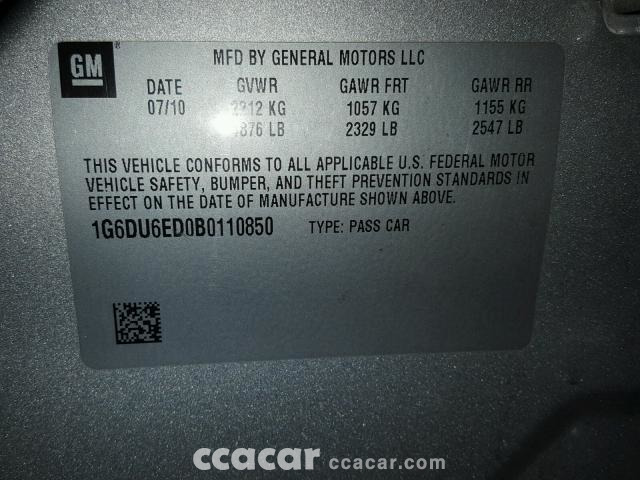 GM ®
MFD BY GENERAL MOTORS LLC
DATE GVWR GAWR FRT GAWR RR
07/10 2212 KG 1057 KG 1155 KG
4876 LB 2329 LB 2547 LB
THIS VEHICLE CONFORMS TO ALL APPLICABLE U.S. FEDERAL MOTOR
VEHICLE SAFETY, BUMPER, AND THEFT PREVENTION STANDARDS IN
EFFECT ON THE DATE OF MANUFACTURE SHOWN ABOVE.
1G6DU6ED0B0110850 TYPE: PASS CAR
ccacar ccacar.com